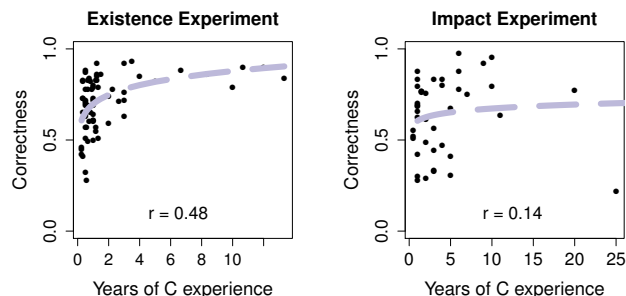 Existence Experiment
Correctness
1.0
0.5
0.0
r = 0.48
0 2 4 6 8 10
Years of C experience
Impact Experiment
Correctness
1.0
0.5
0.0
r = 0.14
0 5 10 15 20 25
Years of C experience